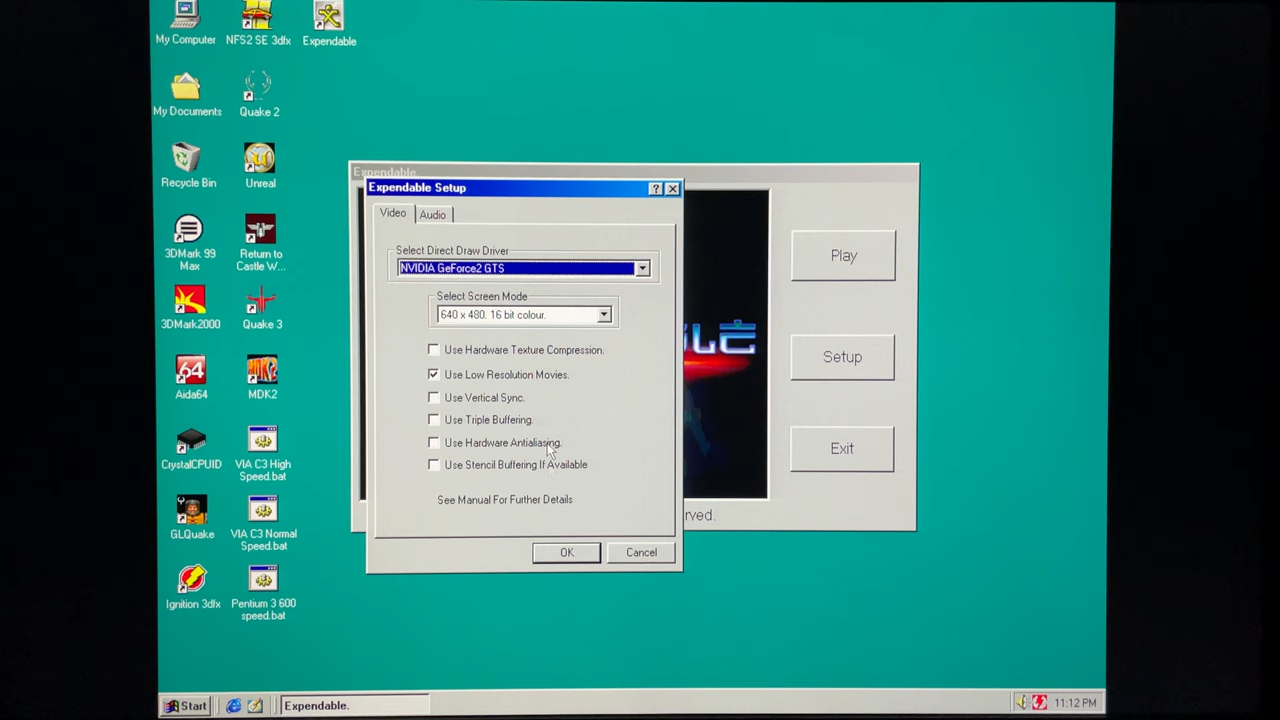 My Computer
NFS2 SE 3dfx
Expendable
My Documents
Quake 2
Recycle Bin
Unreal
3DMark 99
Max
Return to
Castle W...
3DMark2000
Quake 3
64
Aida64
MDK2
CrystalCPUID
VIA C3 High
Speed.bat
GLQuake
VIA C3 Normal
Speed.bat
Ignition 3dfx
Pentium 3 600
speed.bat
Expendable
Expendable Setup
Video
Audio
Select Direct Draw Driver
NVIDIA GeForce2 GTS
Select Screen Mode
640 x 480. 16 bit colour.
Use Hardware Texture Compression.
Use Low Resolution Movies.
Use Vertical Sync.
Use Triple Buffering.
Use Hardware Antialiasing.
Use Stencil Buffering If Available
See Manual For Further Details
OK
Cancel
Play
Setup
Exit
rved.
Start
Expendable.
11:12 PM